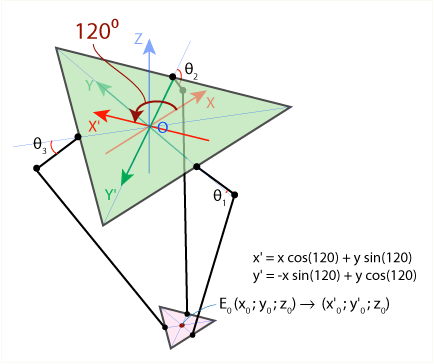 120⁰
Z
θ₂
Y
X
X'
O
θ₃
Y'
θ₁
x' = x cos(120) + y sin(120)
y' = -x sin(120) + y cos(120)
E₀ (x₀ ; y₀ ; z₀) → (x'₀ ; y'₀ ; z₀)